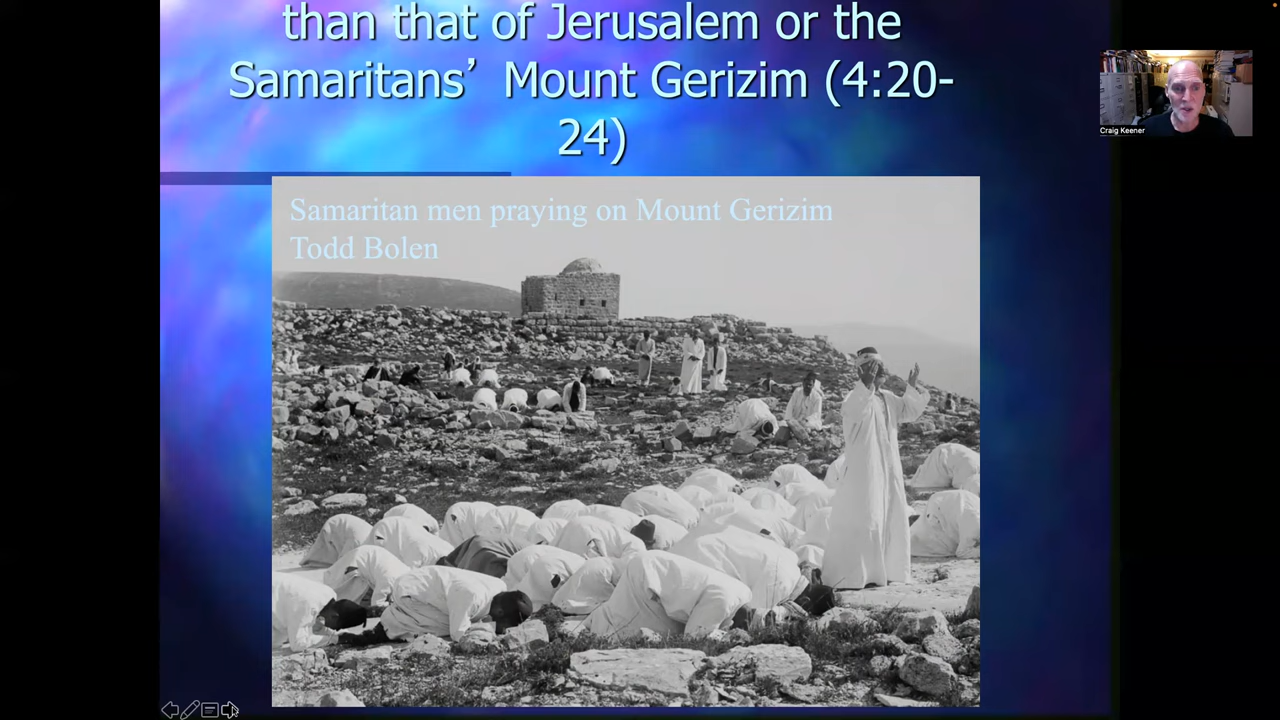 than that of Jerusalem or the
Samaritans’ Mount Gerizim (4:20-
24)
Samaritan men praying on Mount Gerizim
Todd Bolen
Craig Keener